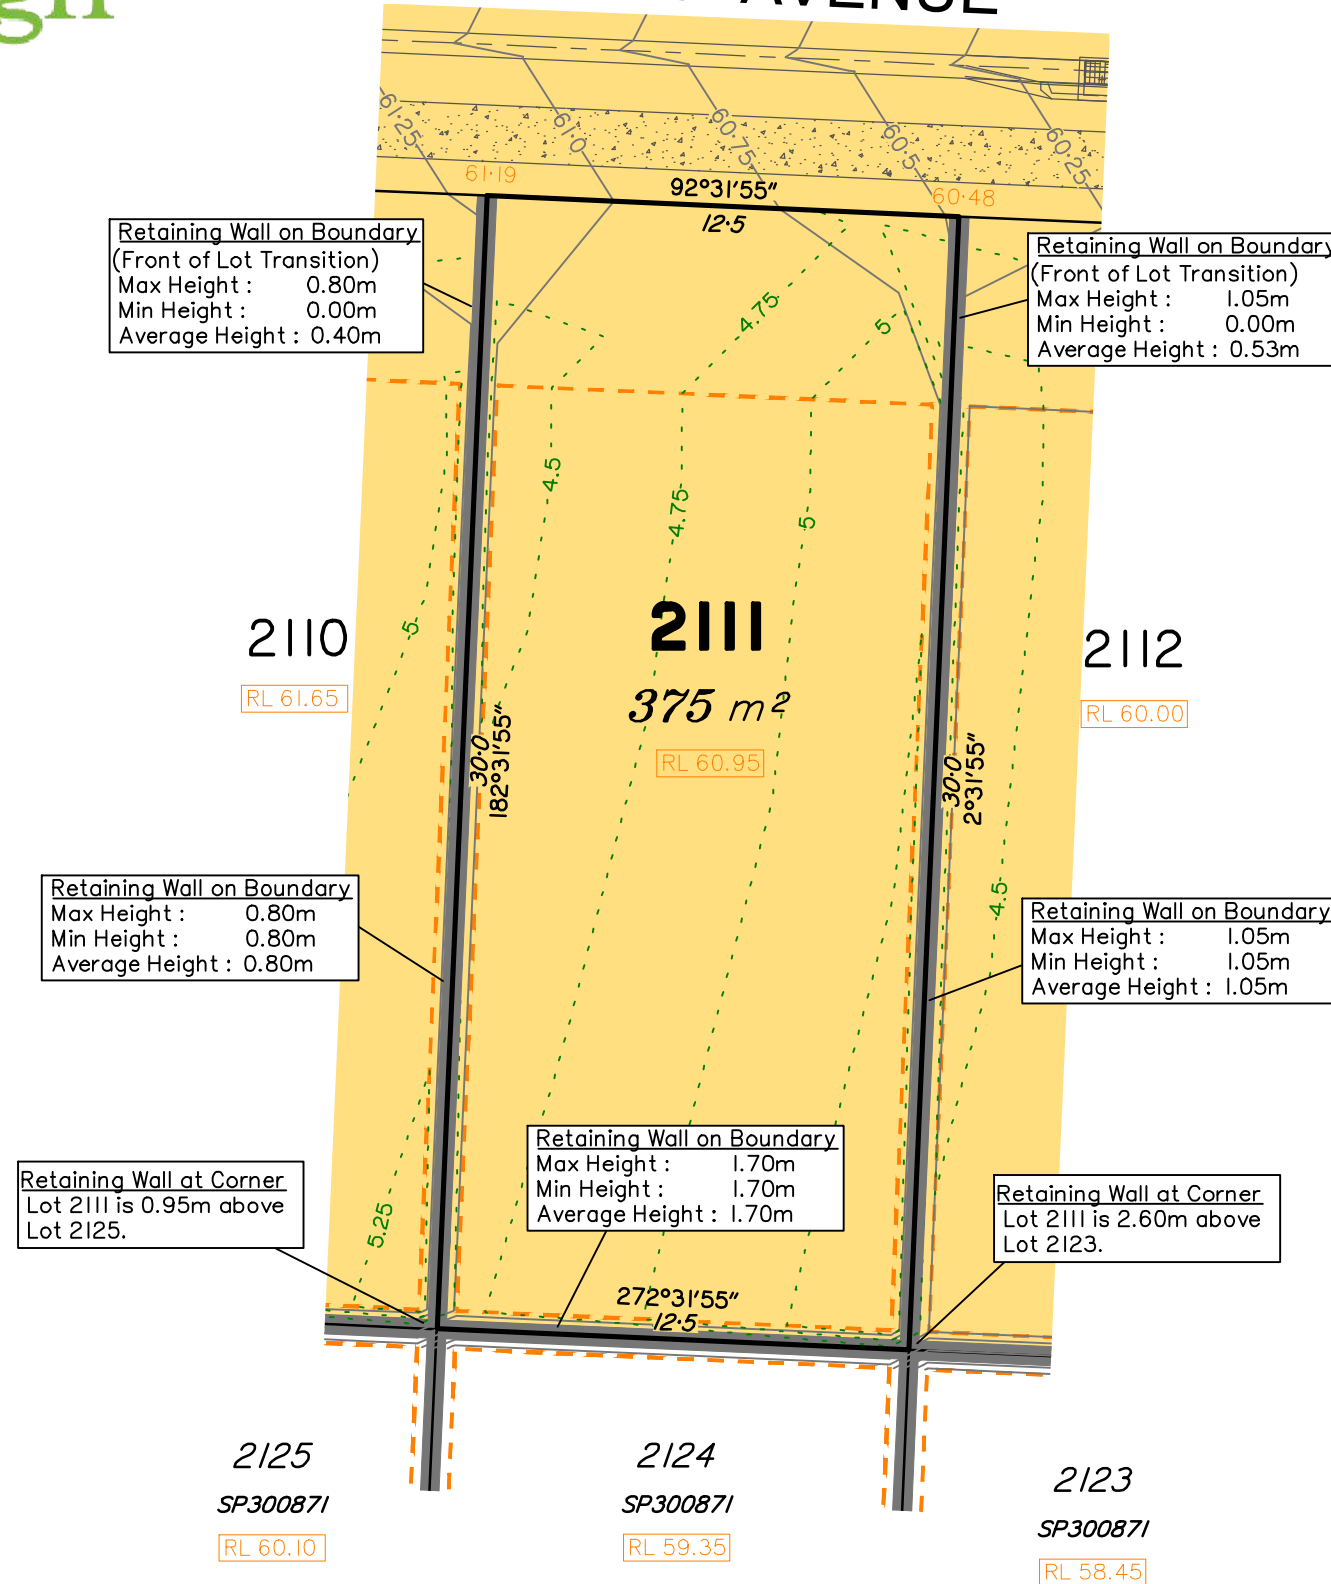 AVENUE
61·25
61·0
60·75
60·5
60·25
61·19
92°31'55"
60·48
12·5
Retaining Wall on Boundary
(Front of Lot Transition)
Max Height : 0.80m
Min Height : 0.00m
Average Height : 0.40m
Retaining Wall on Boundary
(Front of Lot Transition)
Max Height : 1.05m
Min Height : 0.00m
Average Height : 0.53m
4.75
5
4.5
4.75
5
5
2110
RL 61.65
2111
375 m²
RL 60.95
2112
RL 60.00
30·0
182°31'55"
30·0
2°31'55"
4.5
Retaining Wall on Boundary
Max Height : 0.80m
Min Height : 0.80m
Average Height : 0.80m
Retaining Wall on Boundary
Max Height : 1.05m
Min Height : 1.05m
Average Height : 1.05m
Retaining Wall on Boundary
Max Height : 1.70m
Min Height : 1.70m
Average Height : 1.70m
Retaining Wall at Corner
Lot 2111 is 0.95m above
Lot 2125.
5.25
Retaining Wall at Corner
Lot 2111 is 2.60m above
Lot 2123.
272°31'55"
12·5
2125
SP300871
RL 60.10
2124
SP300871
RL 59.35
2123
SP300871
RL 58.45